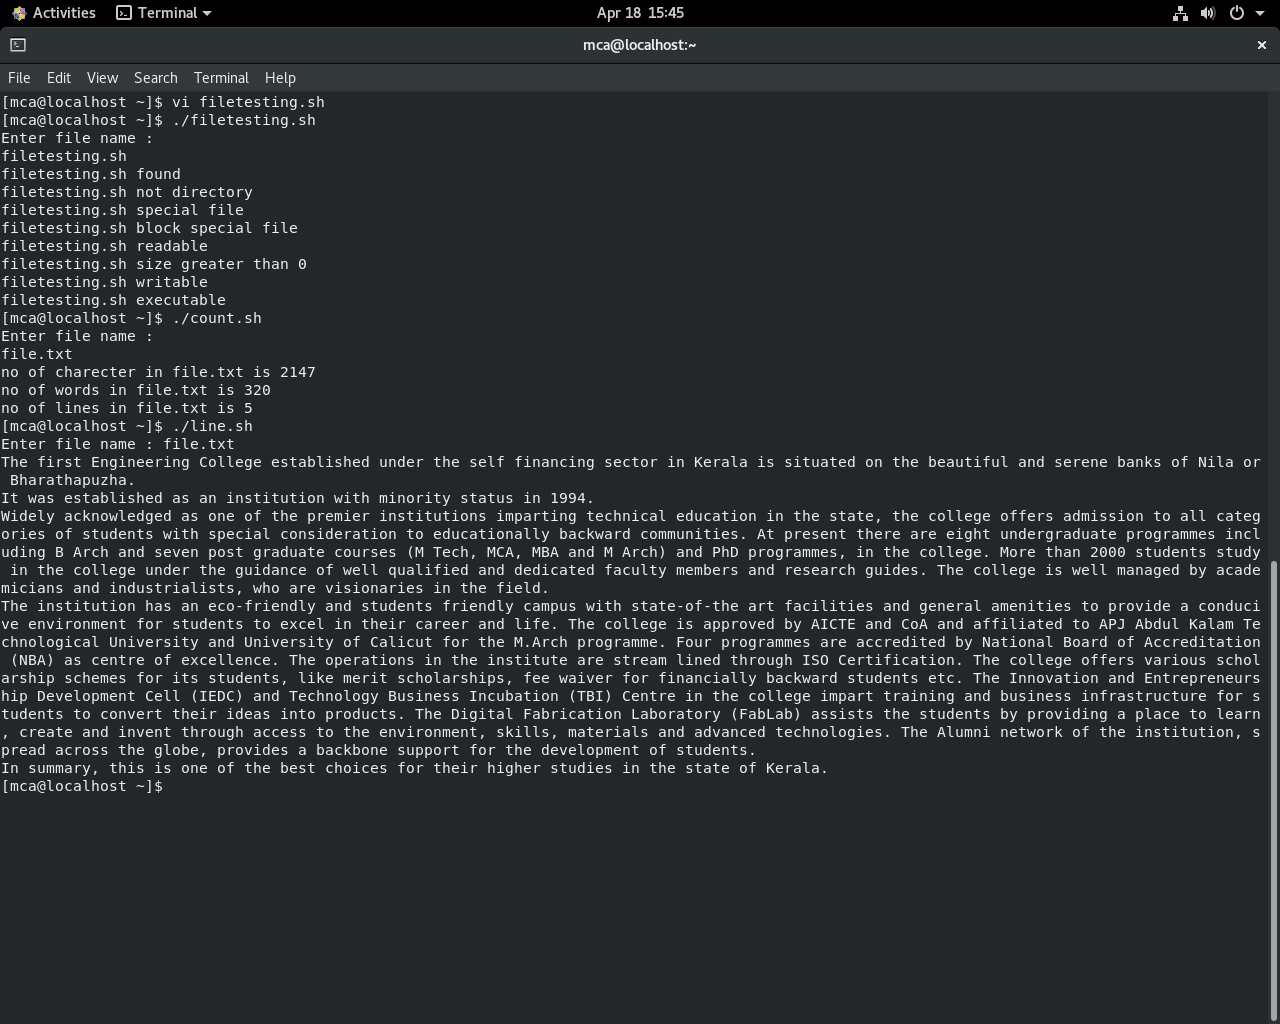 Activities Terminal Apr 18 15:45
mca@localhost:~
File Edit View Search Terminal Help
[mca@localhost ~]$ vi filetesting.sh
[mca@localhost ~]$ ./filetesting.sh
Enter file name :
filetesting.sh
filetesting.sh found
filetesting.sh not directory
filetesting.sh special file
filetesting.sh block special file
filetesting.sh readable
filetesting.sh size greater than 0
filetesting.sh writable
filetesting.sh executable
[mca@localhost ~]$ ./count.sh
Enter file name :
file.txt
no of charecter in file.txt is 2147
no of words in file.txt is 320
no of lines in file.txt is 5
[mca@localhost ~]$ ./line.sh
Enter file name : file.txt
The first Engineering College established under the self financing sector in Kerala is situated on the beautiful and serene banks of Nila or
 Bharathapuzha.
It was established as an institution with minority status in 1994.
Widely acknowledged as one of the premier institutions imparting technical education in the state, the college offers admission to all categ
ories of students with special consideration to educationally backward communities. At present there are eight undergraduate programmes incl
uding B Arch and seven post graduate courses (M Tech, MCA, MBA and M Arch) and PhD programmes, in the college. More than 2000 students study
 in the college under the guidance of well qualified and dedicated faculty members and research guides. The college is well managed by acade
micians and industrialists, who are visionaries in the field.
The institution has an eco-friendly and students friendly campus with state-of-the art facilities and general amenities to provide a conduci
ve environment for students to excel in their career and life. The college is approved by AICTE and CoA and affiliated to APJ Abdul Kalam Te
chnological University and University of Calicut for the M.Arch programme. Four programmes are accredited by National Board of Accreditation
 (NBA) as centre of excellence. The operations in the institute are stream lined through ISO Certification. The college offers various schol
arship schemes for its students, like merit scholarships, fee waiver for financially backward students etc. The Innovation and Entrepreneurs
hip Development Cell (IEDC) and Technology Business Incubation (TBI) Centre in the college impart training and business infrastructure for s
tudents to convert their ideas into products. The Digital Fabrication Laboratory (FabLab) assists the students by providing a place to learn
, create and invent through access to the environment, skills, materials and advanced technologies. The Alumni network of the institution, s
pread across the globe, provides a backbone support for the development of students.
In summary, this is one of the best choices for their higher studies in the state of Kerala.
[mca@localhost ~]$